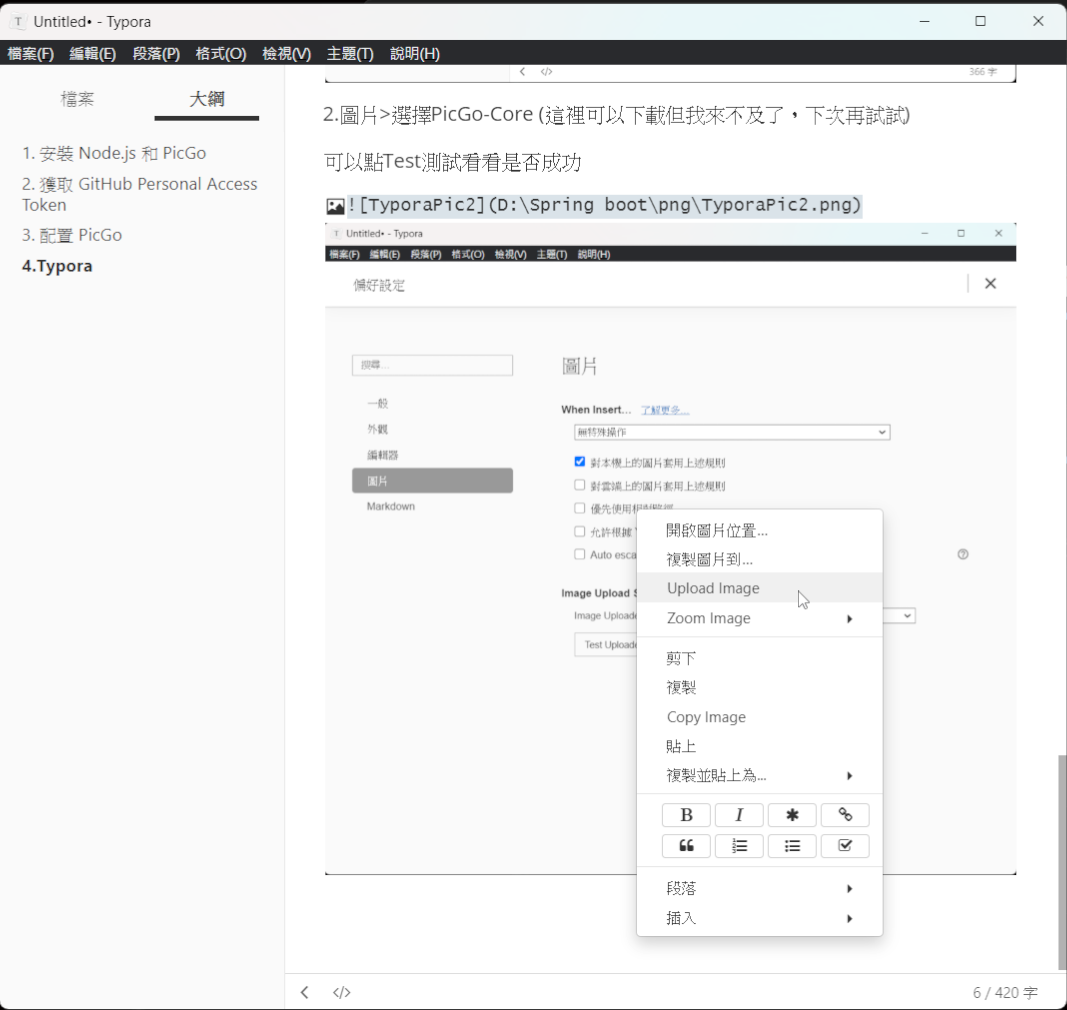 Untitled• - Typora
檔案(F) 編輯(E) 段落(P) 格式(O) 檢視(V) 主題(T) 說明(H)
檔案 大綱
1. 安裝 Node.js 和 PicGo
2. 獲取 GitHub Personal Access
Token
3. 配置 PicGo
4.Typora
366 字
2.圖片>選擇PicGo-Core (這裡可以下載但我來不及了，下次再試試)
可以點Test測試看看是否成功
![TyporaPic2](D:\Spring boot\png\TyporaPic2.png)
Untitled• - Typora
檔案(F) 編輯(E) 段落(P) 格式(O) 檢視(V) 主題(T) 說明(H)
偏好設定
搜尋...
一般
外觀
編輯器
圖片
Markdown
圖片
When Insert... 了解更多...
無特殊操作
對本機上的圖片套用上述規則
對雲端上的圖片套用上述規則
優先使用相對路徑
允許根據
Auto esca
Image Upload S
Image Uploade
Test Uploade
開啟圖片位置...
複製圖片到...
Upload Image
Zoom Image
剪下
複製
Copy Image
貼上
複製並貼上為...
B I
段落
插入
6 / 420 字